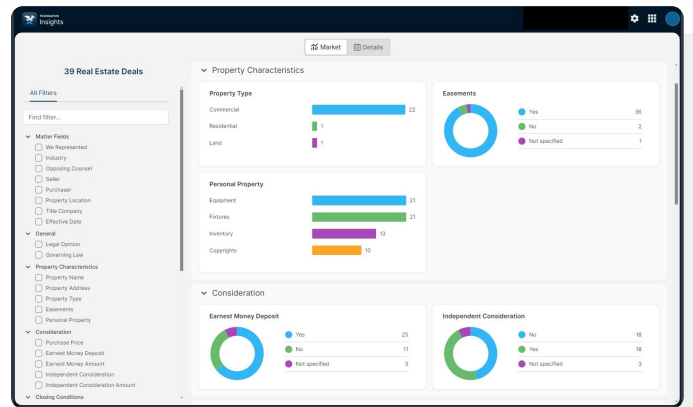 FOUNDATION
Insights
Market
Details
39 Real Estate Deals
All Filters
Find filter...
Matter Fields
We Represented
Industry
Opposing Counsel
Seller
Purchaser
Property Location
Title Company
Effective Date
General
Legal Opinion
Governing Law
Property Characteristics
Property Name
Property Address
Property Type
Easements
Personal Property
Consideration
Purchase Price
Earnest Money Deposit
Earnest Money Amount
Independent Consideration
Independent Consideration Amount
Closing Conditions
Property Characteristics
Property Type
Commercial 22
Residential 1
Land 1
Easements
Yes 36
No 2
Not specified 1
Personal Property
Equipment 21
Fixtures 21
Inventory 13
Copyrights 10
Consideration
Earnest Money Deposit
Yes 25
No 11
Not specified 3
Independent Consideration
No 18
Yes 18
Not specified 3